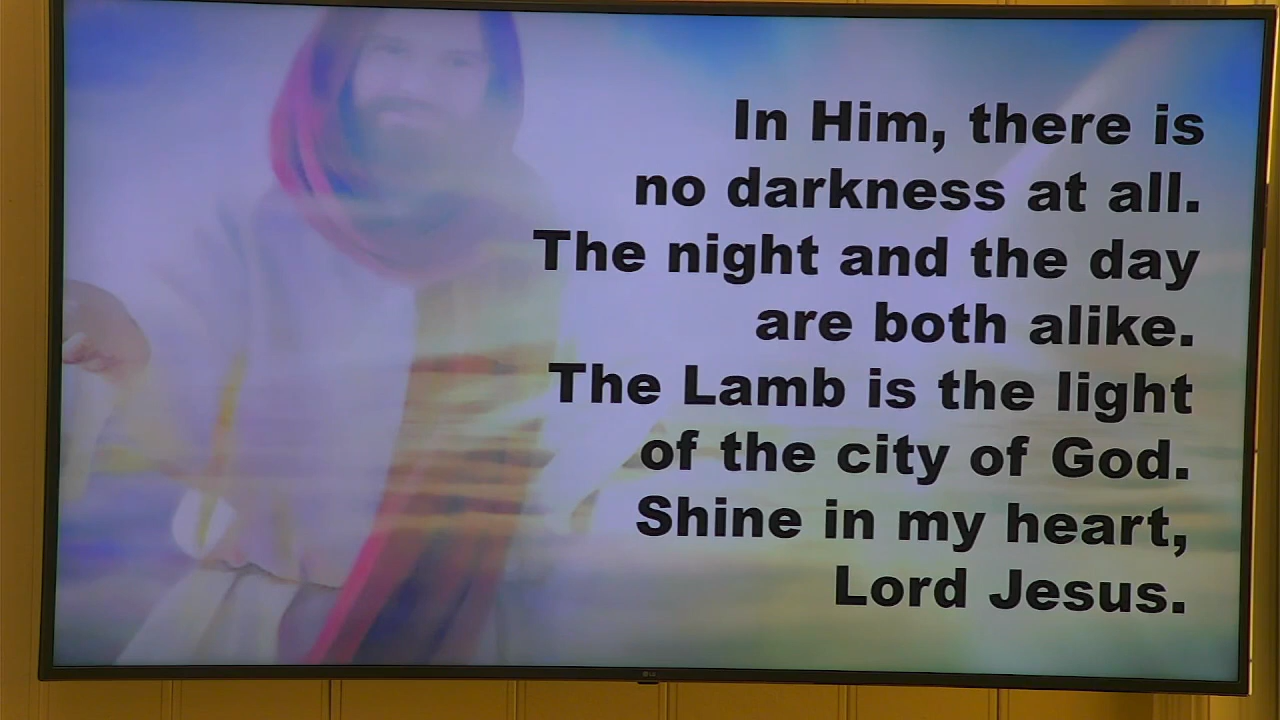 In Him, there is
no darkness at all.
The night and the day
are both alike.
The Lamb is the light
of the city of God.
Shine in my heart,
Lord Jesus.
LG